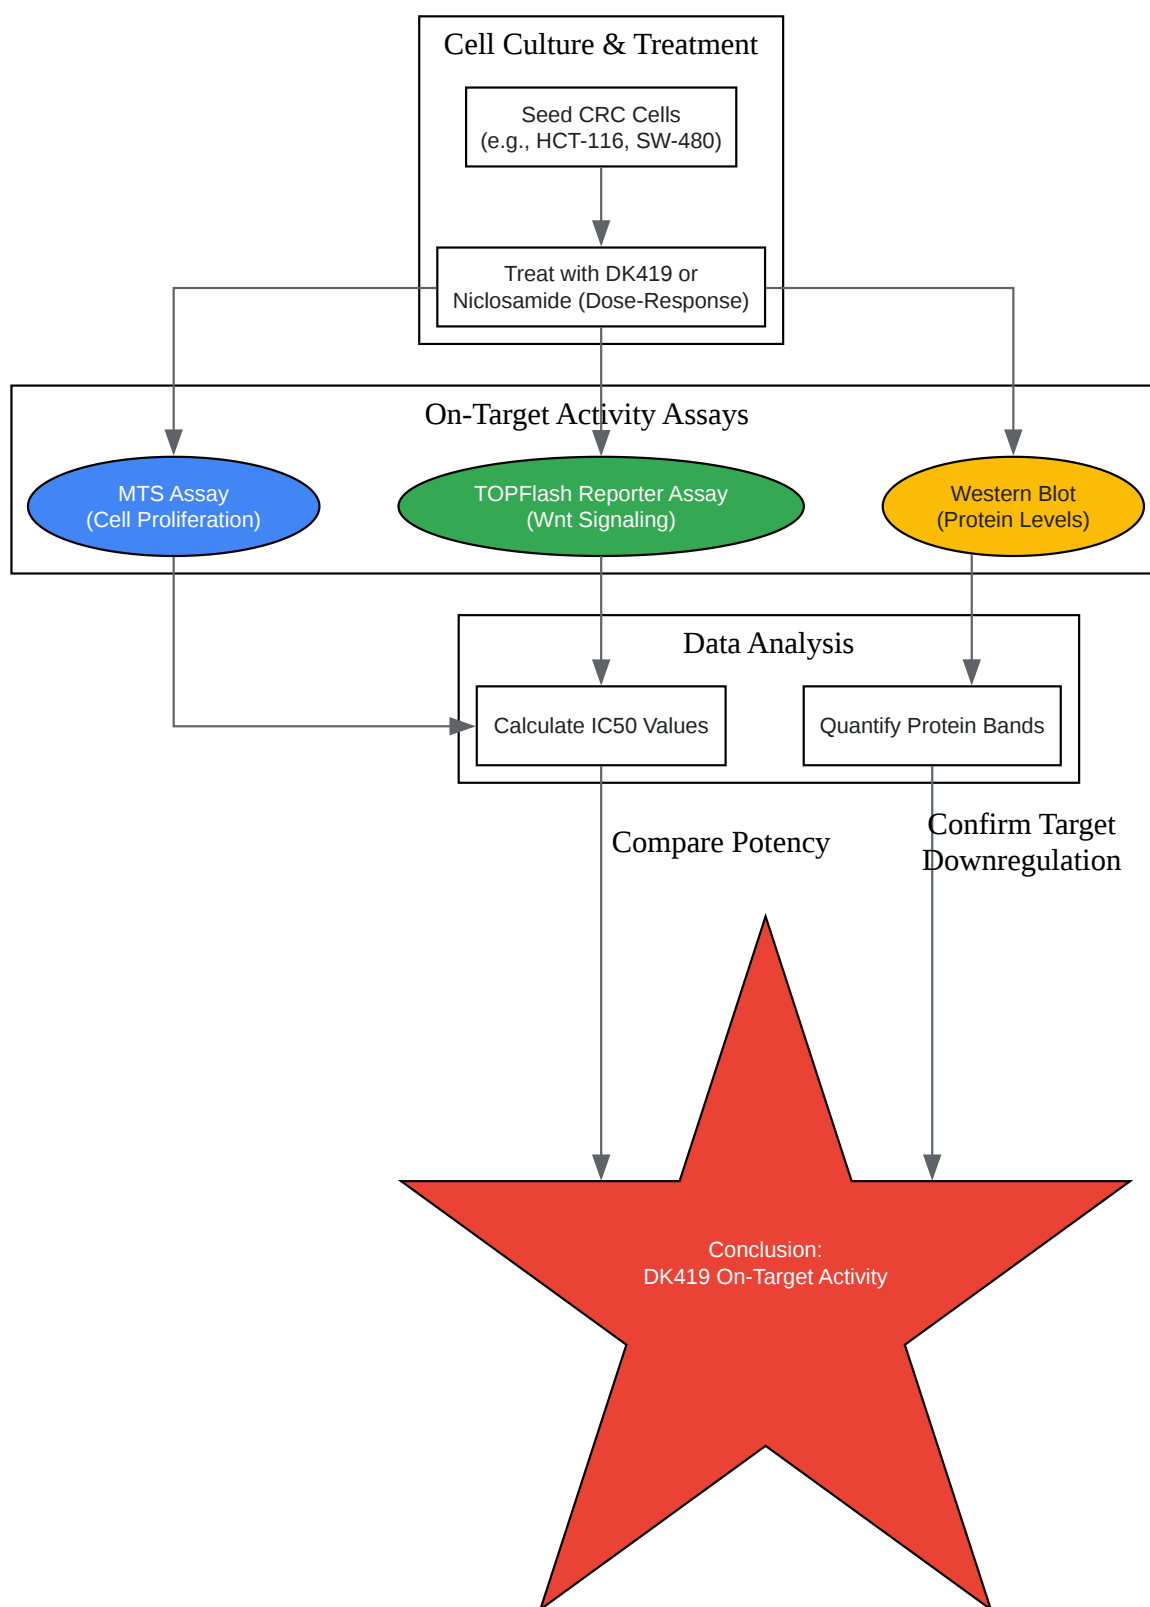 Cell Culture & Treatment
Seed CRC Cells
(e.g., HCT-116, SW-480)
Treat with DK419 or
Niclosamide (Dose-Response)
On-Target Activity Assays
MTS Assay
(Cell Proliferation)
TOPFlash Reporter Assay
(Wnt Signaling)
Western Blot
(Protein Levels)
Data Analysis
Calculate IC50 Values
Quantify Protein Bands
Compare Potency
Confirm Target
Downregulation
Conclusion:
DK419 On-Target Activity